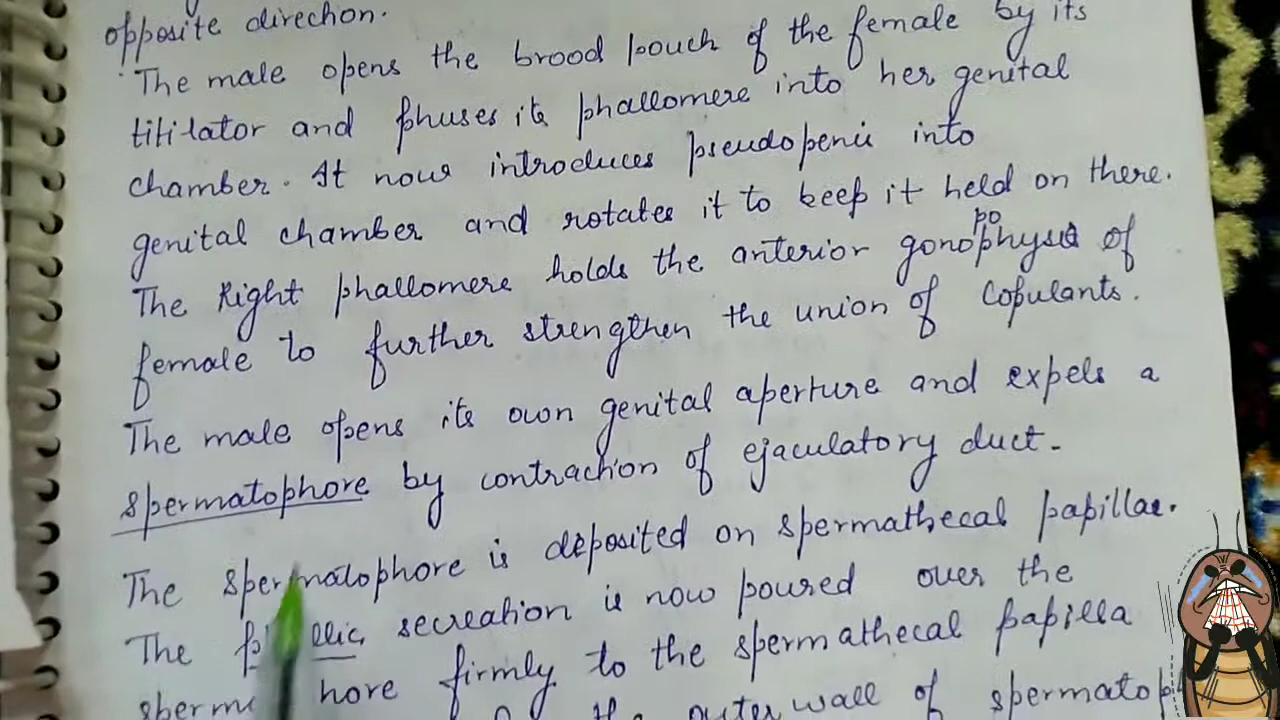 opposite direction.
The male opens the brood pouch of the female by its
titilator and phuses its phallomere into her genital
chamber. It now introduces pseudopenis into
genital chamber and rotates it to keep it held on there.
po
The Right phallomere holds the anterior gonophysis of
female to further strengthen the union of copulants.
The male opens its own genital aperture and expels a
spermatophore by contraction of ejaculatory duct.
The spermatophore is deposited on spermathecal papillae.
The secreation is now poured over the
hore firmly to the spermathecal papilla
outer wall of spermatop